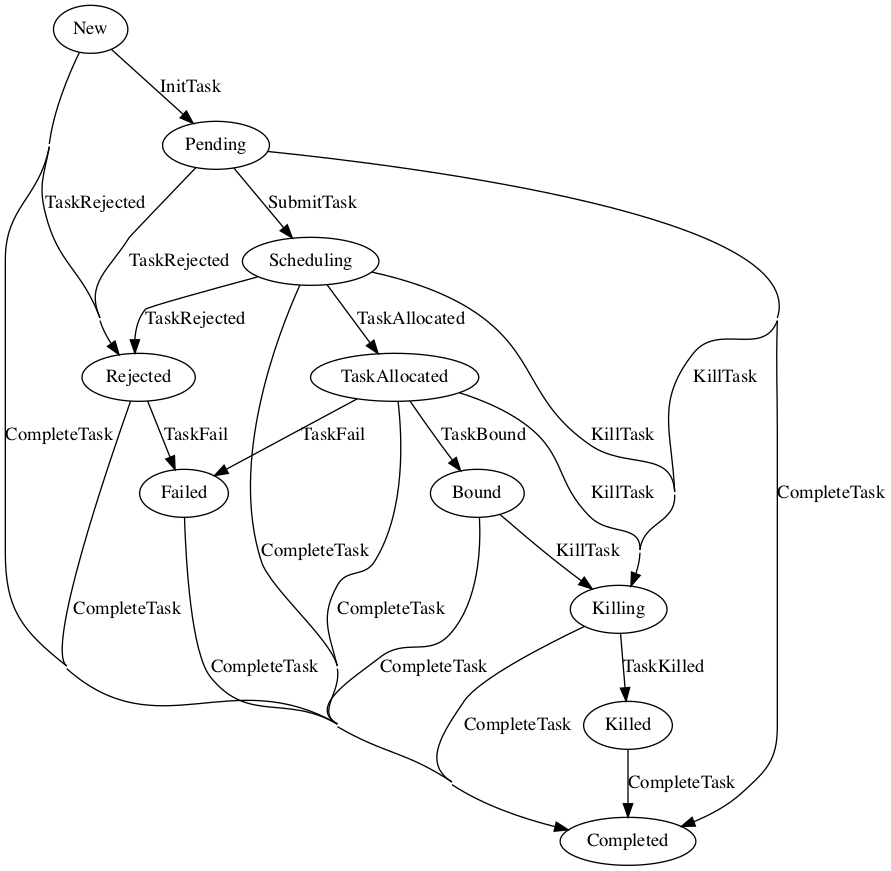 New
InitTask
Pending
TaskRejected
SubmitTask
TaskRejected
Scheduling
TaskRejected
TaskAllocated
Rejected
TaskAllocated
KillTask
CompleteTask
TaskFail
TaskFail
TaskBound
KillTask
Failed
Bound
KillTask
CompleteTask
CompleteTask
KillTask
CompleteTask
CompleteTask
Killing
CompleteTask
CompleteTask
TaskKilled
CompleteTask
Killed
CompleteTask
Completed